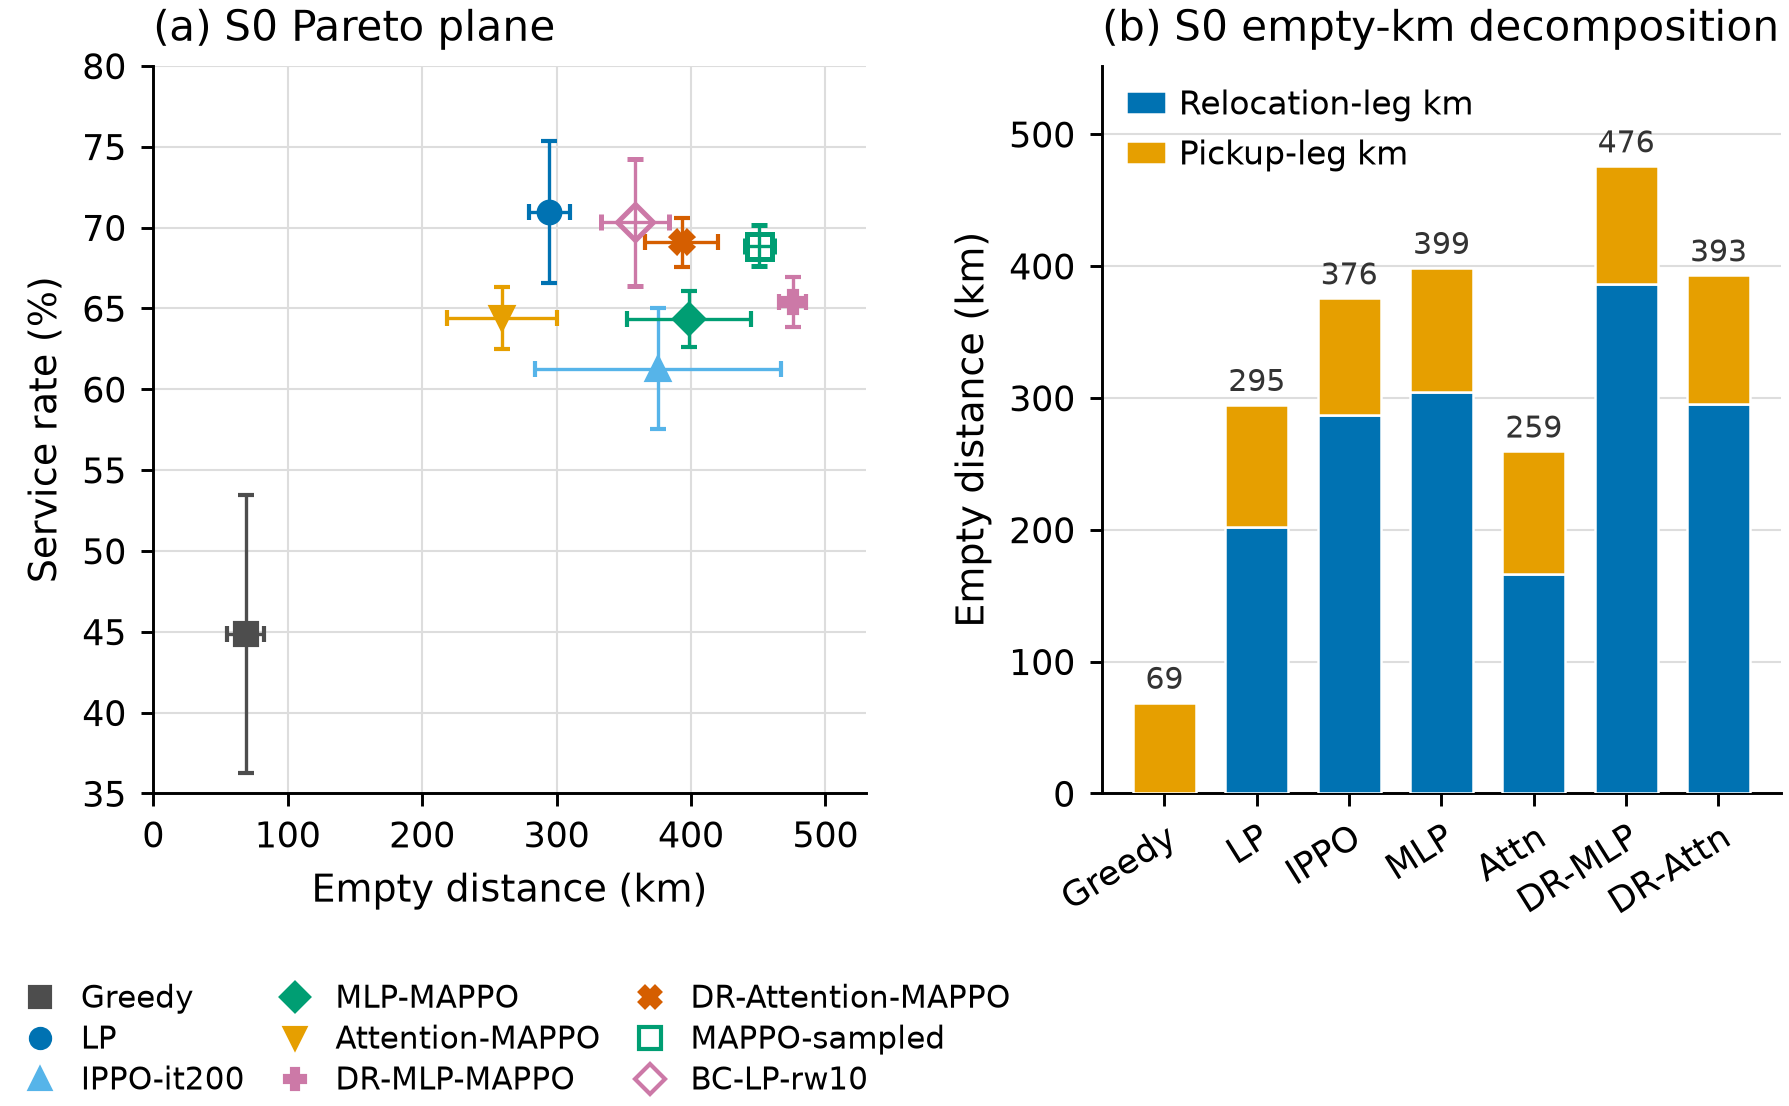 (a) S0 Pareto plane
80
75
70
65
60
55
50
45
40
35
Service rate (%)
0 100 200 300 400 500
Empty distance (km)
(b) S0 empty-km decomposition
Relocation-leg km
Pickup-leg km
500
400
300
200
100
0
Empty distance (km)
69
295
376
399
259
476
393
Greedy
LP
IPPO
MLP
Attn
DR-MLP
DR-Attn
Greedy
LP
IPPO-it200
MLP-MAPPO
Attention-MAPPO
DR-MLP-MAPPO
DR-Attention-MAPPO
MAPPO-sampled
BC-LP-rw10